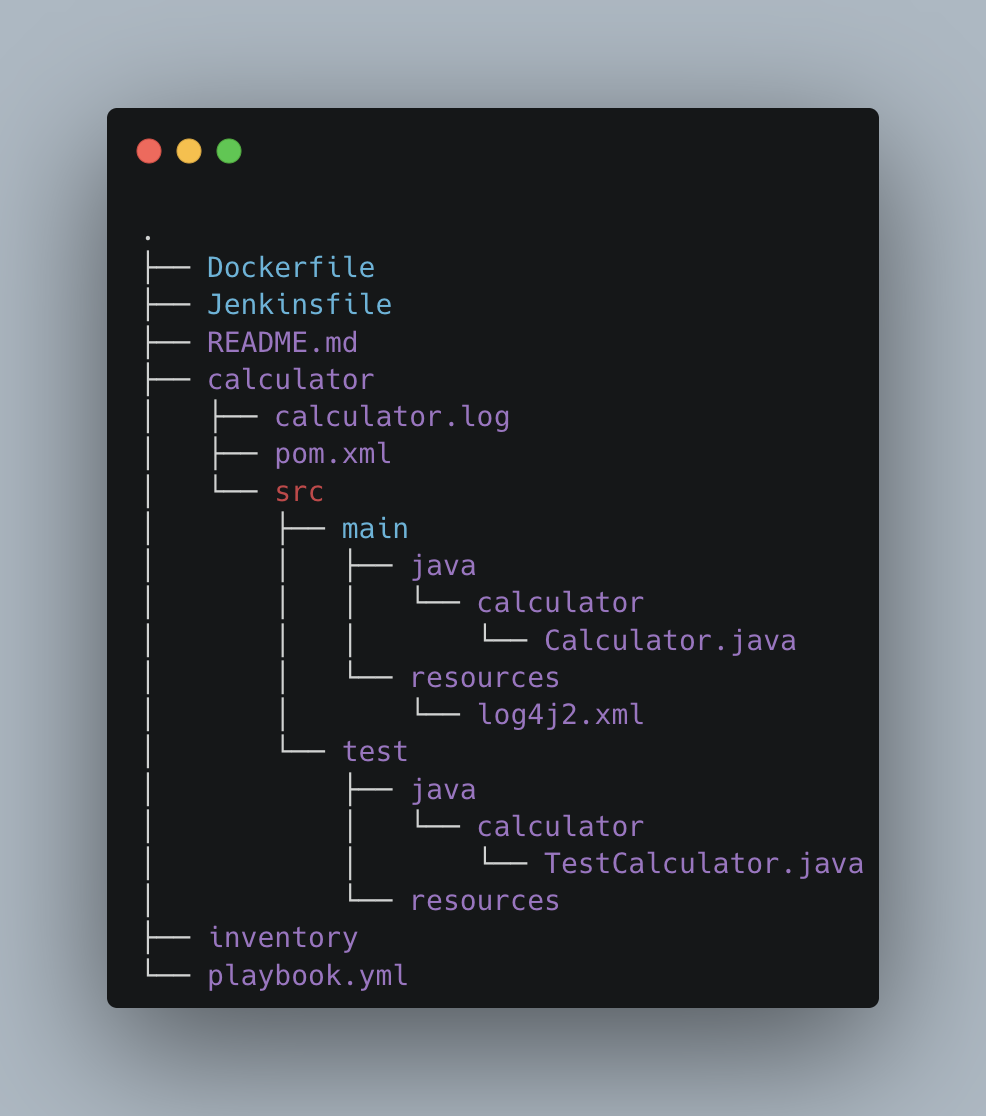 .
├── Dockerfile
├── Jenkinsfile
├── README.md
├── calculator
│   ├── calculator.log
│   ├── pom.xml
│   └── src
│       ├── main
│       │   ├── java
│       │   │   └── calculator
│       │   │       └── Calculator.java
│       │   └── resources
│       │       └── log4j2.xml
│       └── test
│           ├── java
│           │   └── calculator
│           │       └── TestCalculator.java
│           └── resources
├── inventory
└── playbook.yml